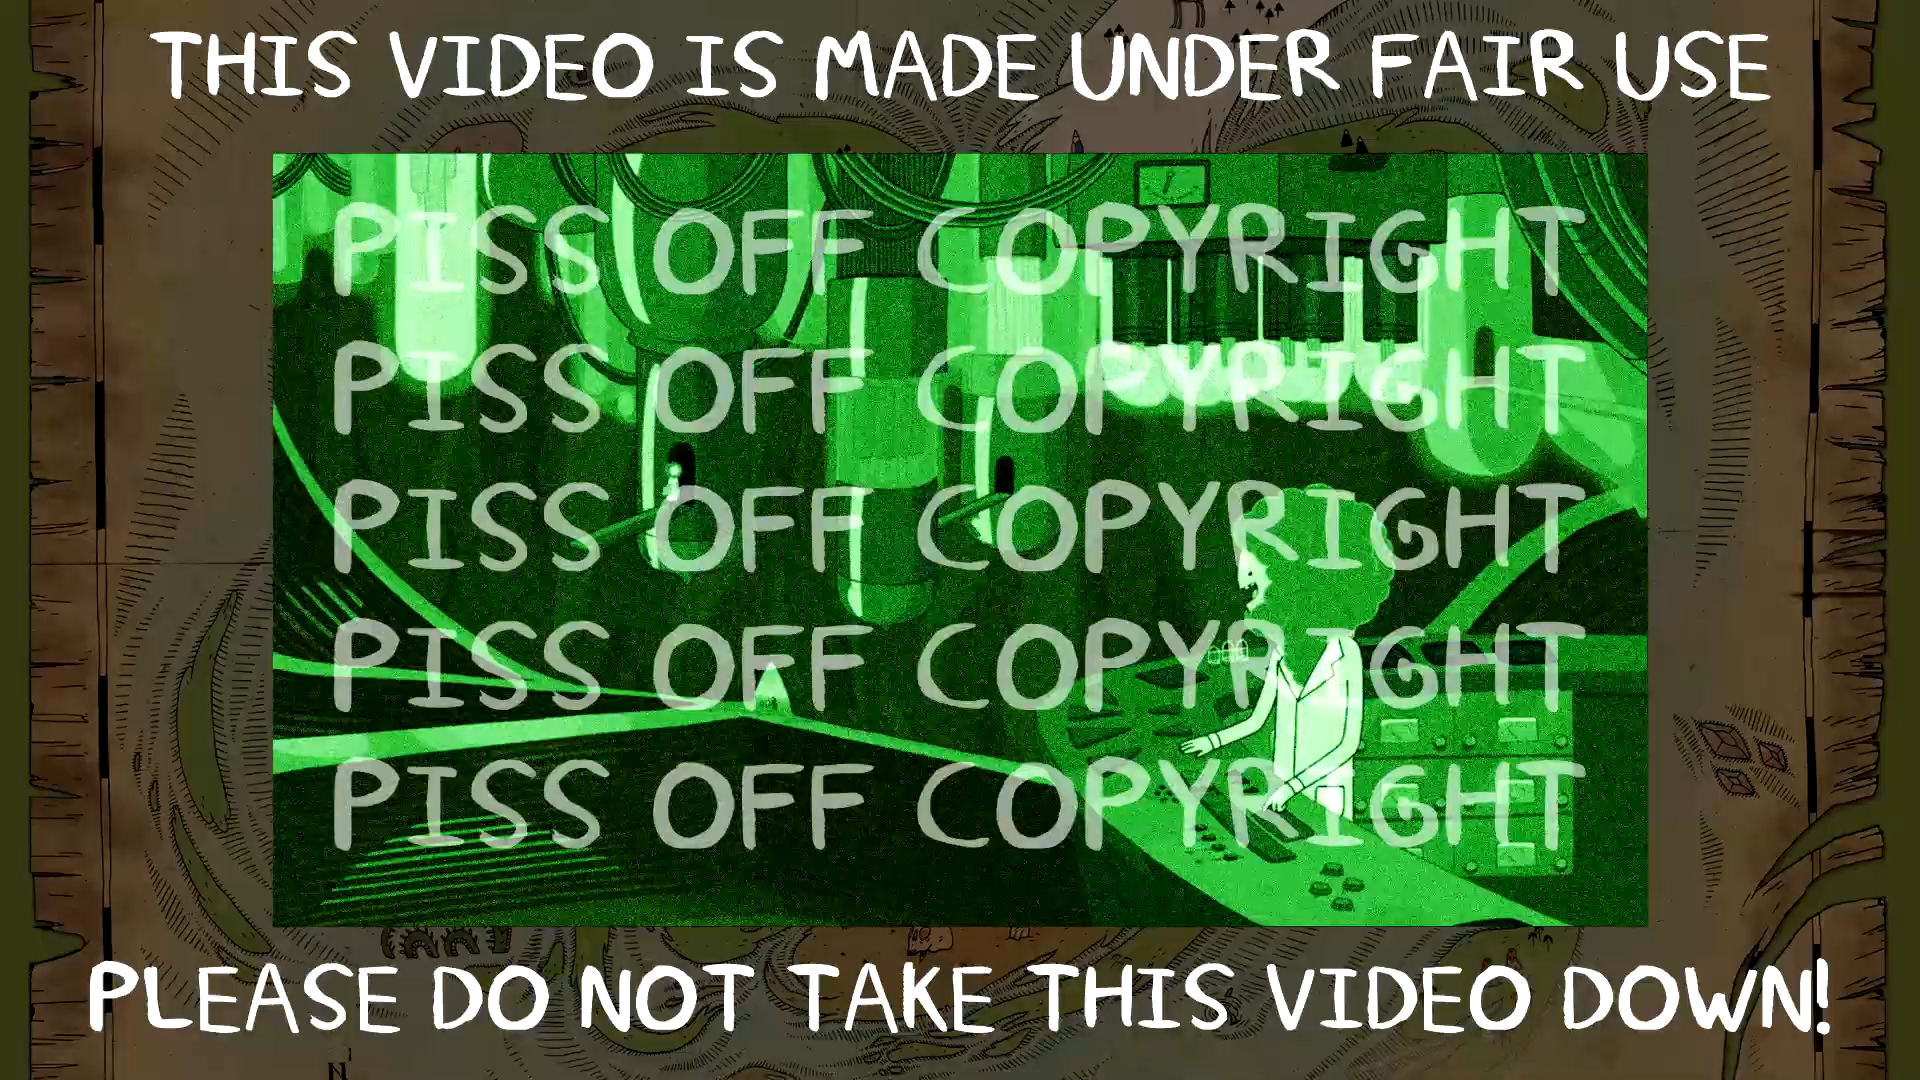 THIS VIDEO IS MADE UNDER FAIR USE
PISS OFF COPYRIGHT
PISS OFF COPYRIGHT
PISS OFF COPYRIGHT
PISS OFF COPYRIGHT
PISS OFF COPYRIGHT
PLEASE DO NOT TAKE THIS VIDEO DOWN!
N